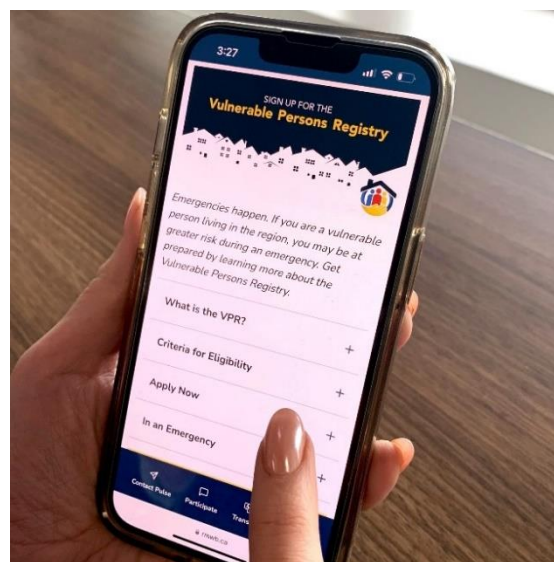 3:27
SIGN UP FOR THE
Vulnerable Persons Registry
Emergencies happen. If you are a vulnerable
person living in the region, you may be at
greater risk during an emergency. Get
prepared by learning more about the
Vulnerable Persons Registry.
What is the VPR?
+
Criteria for Eligibility
+
Apply Now
+
In an Emergency
+
Contact Pulse
Participate
rmwb.ca